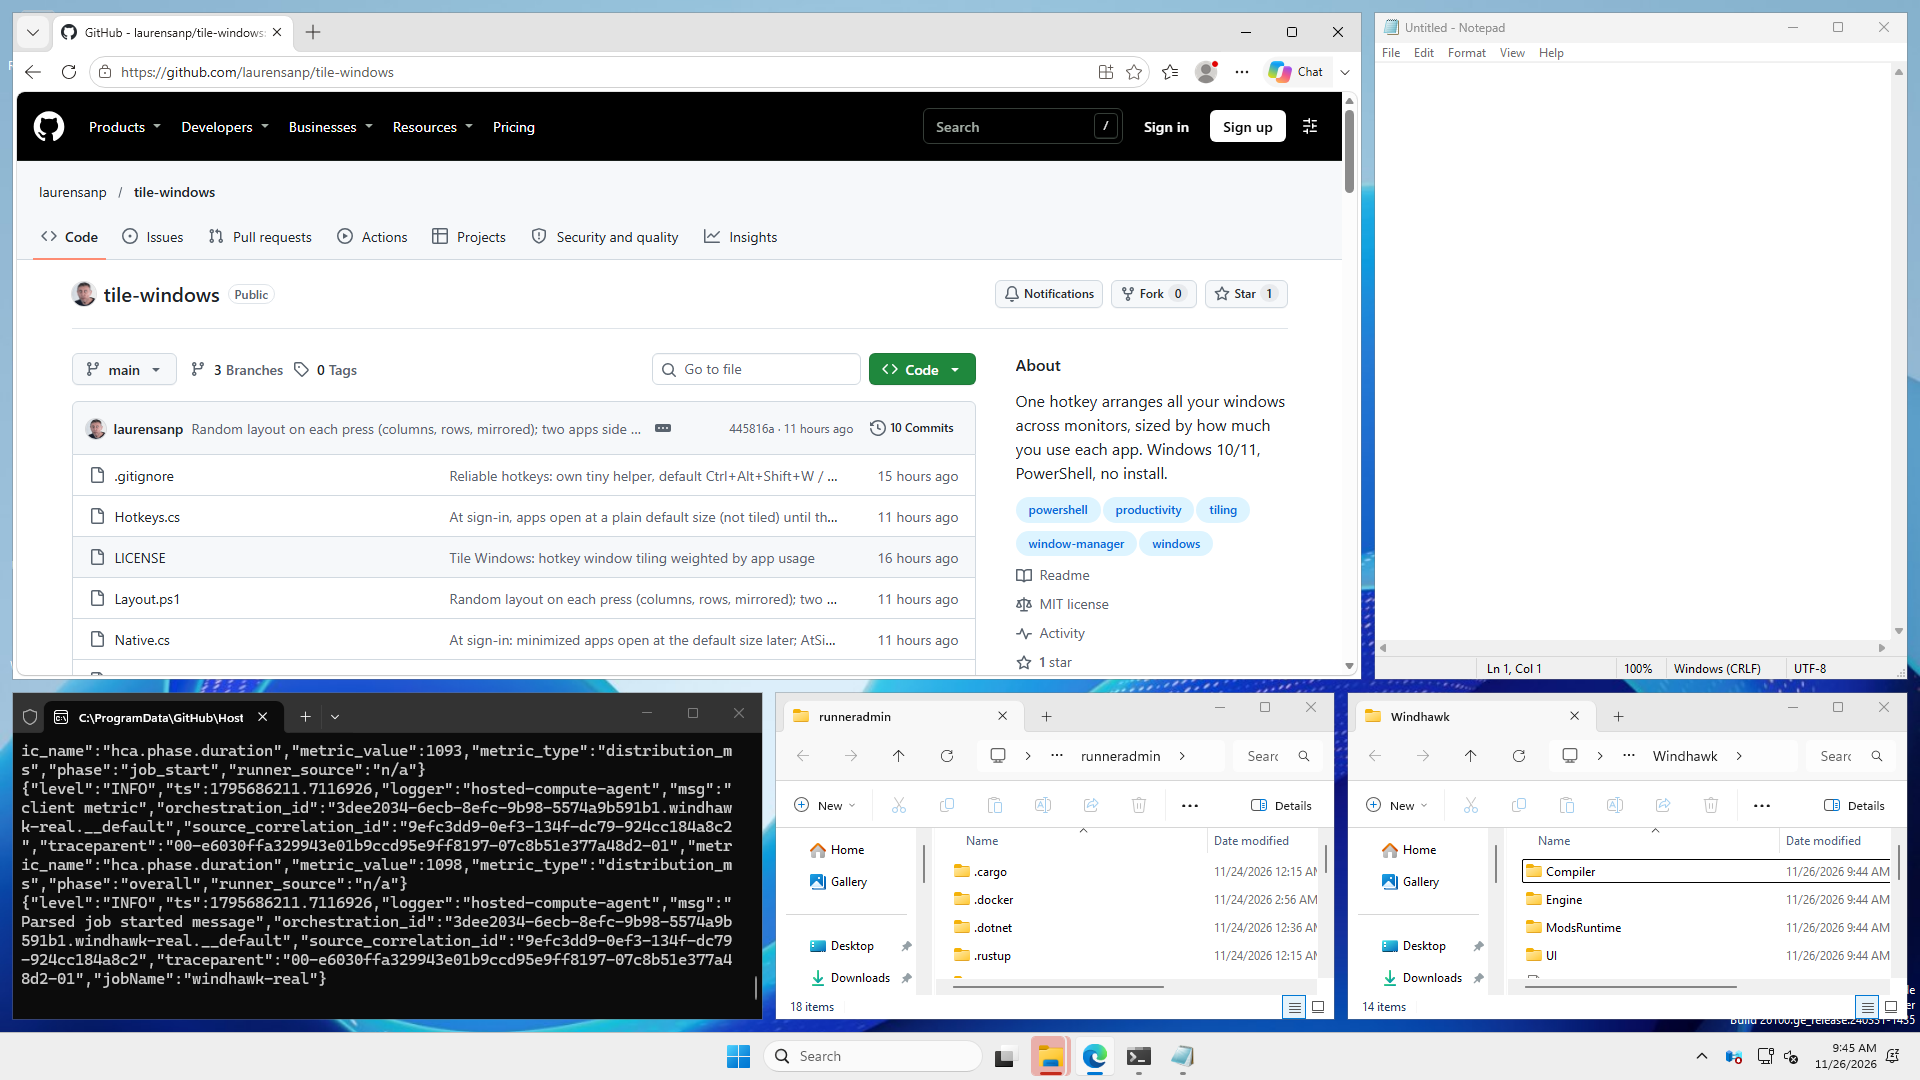 GitHub - laurensanp/tile-windows:
https://github.com/laurensanp/tile-windows
Chat
Products
Developers
Businesses
Resources
Pricing
Search
/
Sign in
Sign up
laurensanp / tile-windows
Code
Issues
Pull requests
Actions
Projects
Security and quality
Insights
tile-windows
Public
Notifications
Fork 0
Star 1
main
3 Branches
0 Tags
Go to file
Code
laurensanp Random layout on each press (columns, rows, mirrored); two apps side ...
445816a · 11 hours ago
10 Commits
.gitignore Reliable hotkeys: own tiny helper, default Ctrl+Alt+Shift+W / ... 15 hours ago
Hotkeys.cs At sign-in, apps open at a plain default size (not tiled) until th... 11 hours ago
LICENSE Tile Windows: hotkey window tiling weighted by app usage 16 hours ago
Layout.ps1 Random layout on each press (columns, rows, mirrored); two ... 11 hours ago
Native.cs At sign-in: minimized apps open at the default size later; AtSi... 11 hours ago
About
One hotkey arranges all your windows
across monitors, sized by how much
you use each app. Windows 10/11,
PowerShell, no install.
powershell productivity tiling
window-manager windows
Readme
MIT license
Activity
1 star
Untitled - Notepad
File Edit Format View Help
Ln 1, Col 1
100%
Windows (CRLF)
UTF-8
C:\ProgramData\GitHub\Host
ic_name":"hca.phase.duration","metric_value":1093,"metric_type":"distribution_m
s","phase":"job_start","runner_source":"n/a"}
{"level":"INFO","ts":1795686211.7116926,"logger":"hosted-compute-agent","msg":"
client metric","orchestration_id":"3dee2034-6ecb-8efc-9b98-5574a9b591b1.windhaw
k-real.__default","source_correlation_id":"9efc3dd9-0ef3-134f-dc79-924cc184a8c2
","traceparent":"00-e6030ffa329943e01b9ccd95e9ff8197-07c8b51e377a48d2-01","metr
ic_name":"hca.phase.duration","metric_value":1098,"metric_type":"distribution_m
s","phase":"overall","runner_source":"n/a"}
{"level":"INFO","ts":1795686211.7116926,"logger":"hosted-compute-agent","msg":"
Parsed job started message","orchestration_id":"3dee2034-6ecb-8efc-9b98-5574a9b
591b1.windhawk-real.__default","source_correlation_id":"9efc3dd9-0ef3-134f-dc79
-924cc184a8c2","traceparent":"00-e6030ffa329943e01b9ccd95e9ff8197-07c8b51e377a4
8d2-01","jobName":"windhawk-real"}
runneradmin
runneradmin
Searc
New
Details
Home
Gallery
Desktop
Downloads
Name Date modified
.cargo 11/24/2026 12:15 AM
.docker 11/24/2026 2:56 AM
.dotnet 11/24/2026 12:36 AM
.rustup 11/24/2026 12:15 AM
18 items
Windhawk
Windhawk
Searc
New
Details
Home
Gallery
Desktop
Downloads
Name Date modified
Compiler 11/26/2026 9:44 AM
Engine 11/26/2026 9:44 AM
ModsRuntime 11/26/2026 9:44 AM
UI 11/26/2026 9:44 AM
14 items
Search
9:45 AM
11/26/2026